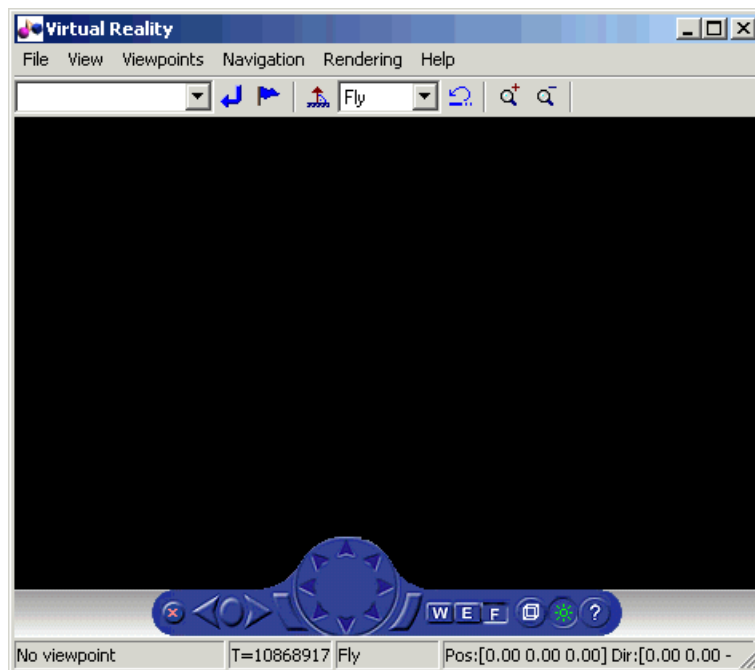 Virtual Reality
File View Viewpoints Navigation Rendering Help
Fly
W E F ?
No viewpoint T=10868917 Fly Pos:[0.00 0.00 0.00] Dir:[0.00 0.00 -